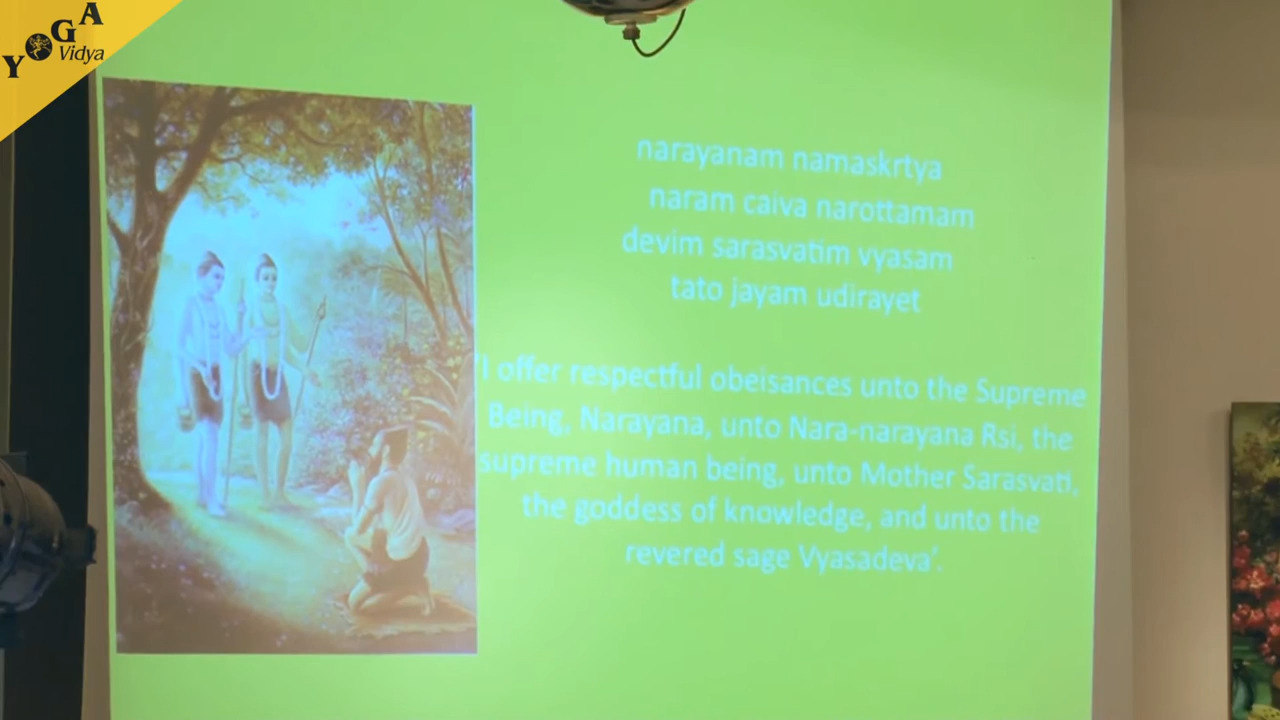 YOGA
Vidya
narayanam namaskrtya
naram caiva narottamam
devim sarasvatim vyasam
tato jayam udirayet
'I offer respectful obeisances unto the Supreme
Being, Narayana, unto Nara-narayana Rsi, the
supreme human being, unto Mother Sarasvati,
the goddess of knowledge, and unto the
revered sage Vyasadeva'.